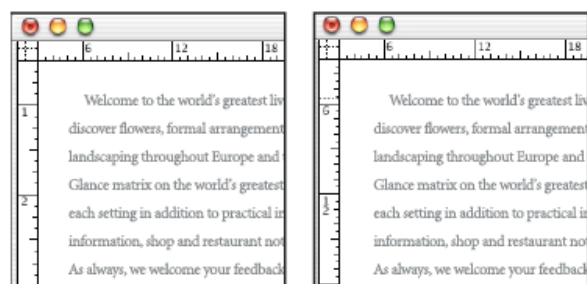 6 12 18
1
2
Welcome to the world's greatest liv
discover flowers, formal arrangement
landscaping throughout Europe and
Glance matrix on the world's greatest
each setting in addition to practical in
information, shop and restaurant not
As always, we welcome your feedback
6 12 18
6
12
Welcome to the world's greatest liv
discover flowers, formal arrangement
landscaping throughout Europe and
Glance matrix on the world's greatest
each setting in addition to practical in
information, shop and restaurant not
As always, we welcome your feedback